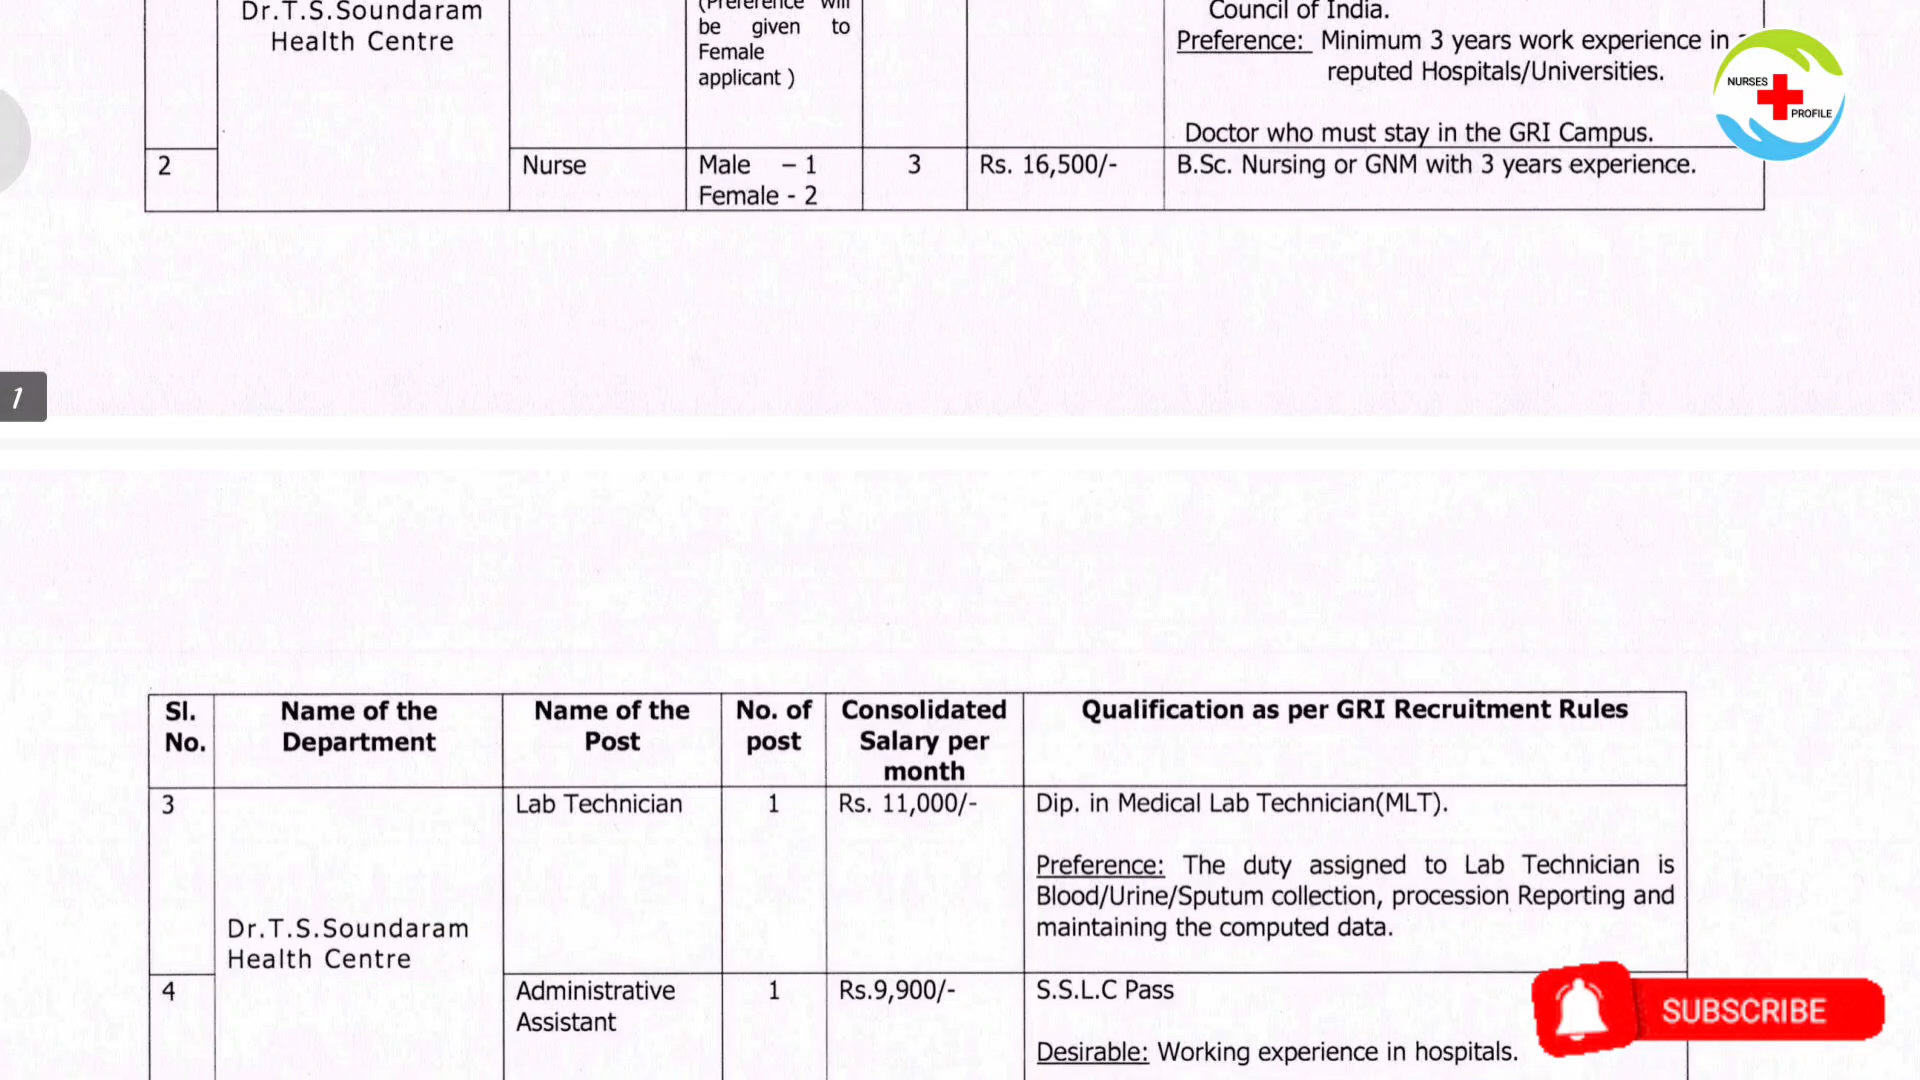 Dr.T.S.Soundaram
Health Centre
(Preference will
be given to
Female
applicant )
Council of India.
Preference: Minimum 3 years work experience in
reputed Hospitals/Universities.
Doctor who must stay in the GRI Campus.
NURSES
PROFILE
2
Nurse
Male – 1
Female - 2
3
Rs. 16,500/-
B.Sc. Nursing or GNM with 3 years experience.
1
Sl.
No.
Name of the
Department
Name of the
Post
No. of
post
Consolidated
Salary per
month
Qualification as per GRI Recruitment Rules
3
Dr.T.S.Soundaram
Health Centre
Lab Technician
1
Rs. 11,000/-
Dip. in Medical Lab Technician(MLT).
Preference: The duty assigned to Lab Technician is
Blood/Urine/Sputum collection, procession Reporting and
maintaining the computed data.
4
Administrative
Assistant
1
Rs.9,900/-
S.S.L.C Pass
Desirable: Working experience in hospitals.
SUBSCRIBE